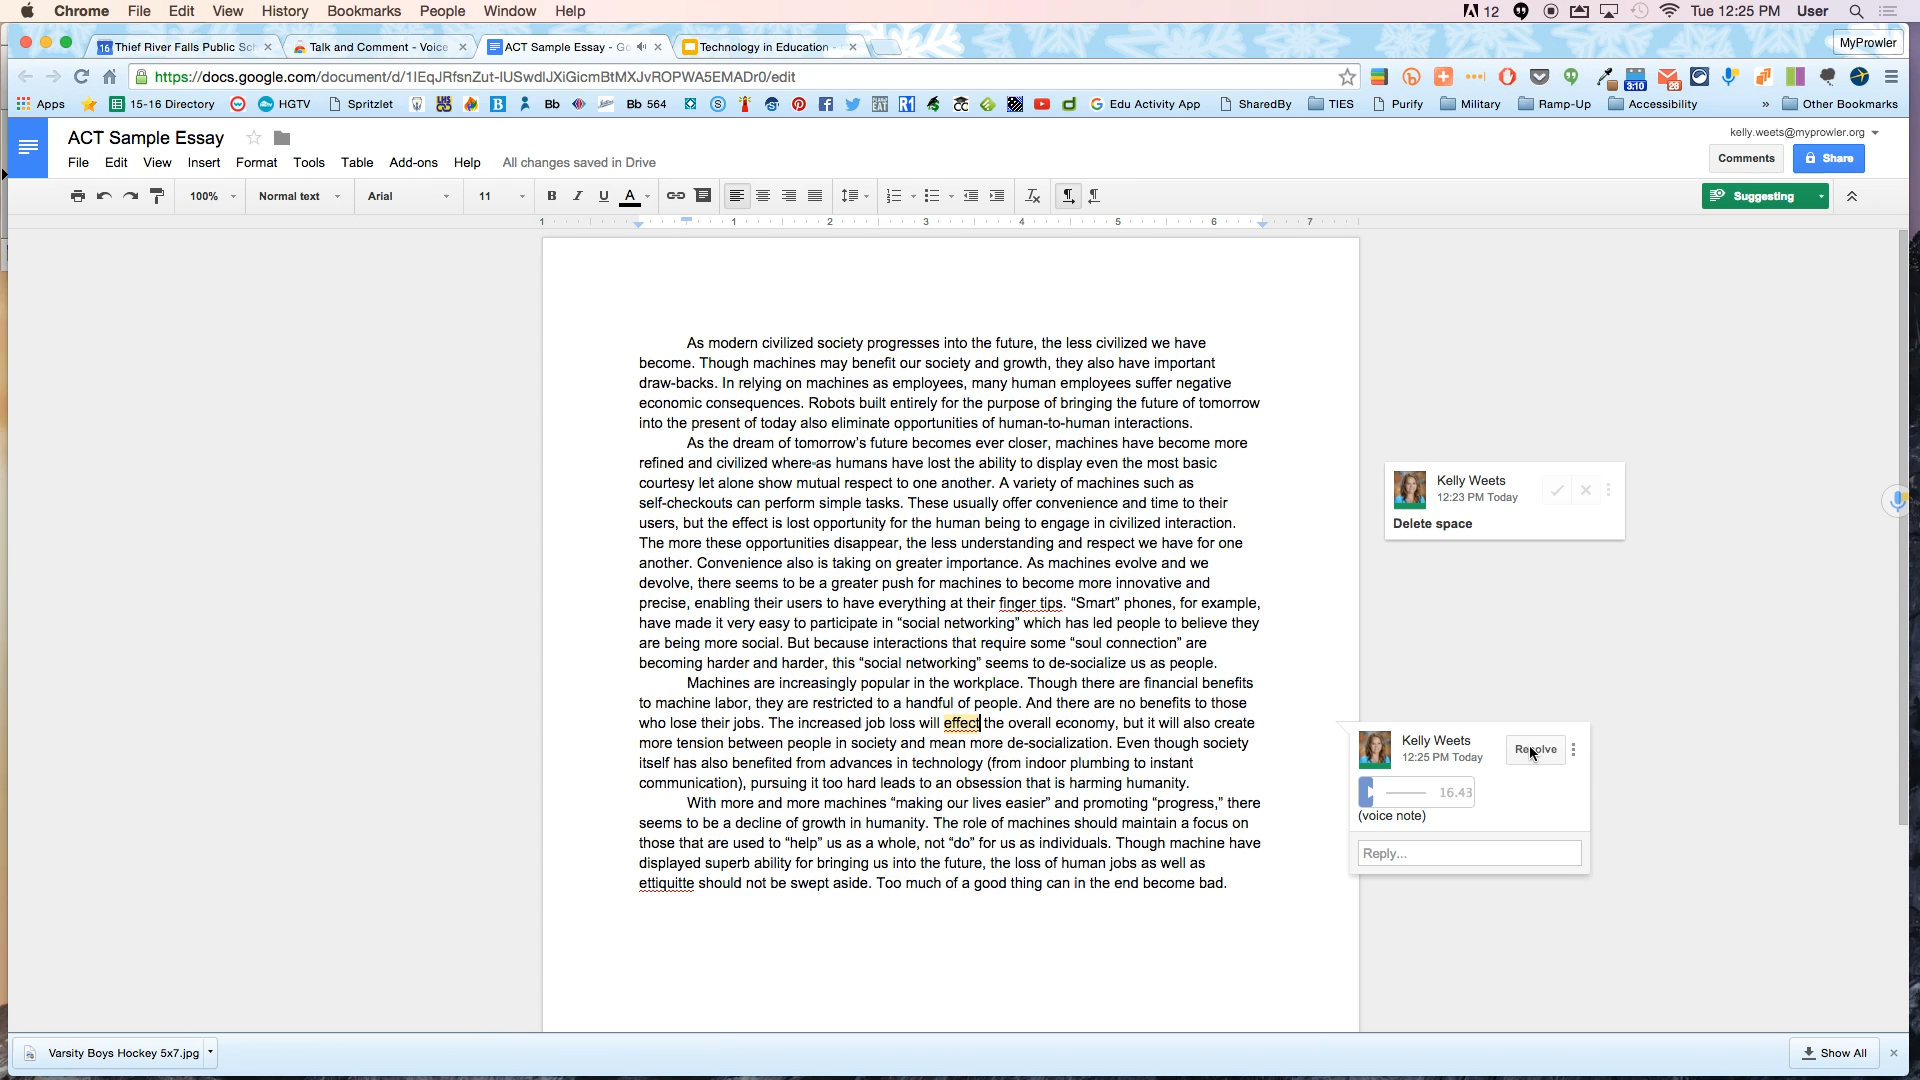 Chrome File Edit View History Bookmarks People Window Help
12 Tue 12:25 PM User
16 Thief River Falls Public Sch
Talk and Comment - Voice
ACT Sample Essay - Go
Technology in Education -
MyProwler
https://docs.google.com/document/d/1IEqJRfsnZut-IUSwdlJXiGicmBtMXJvROPWA5EMADr0/edit
3:10 26
Apps 15-16 Directory HGTV Spritzlet Bb Bb 564 Edu Activity App SharedBy TIES Purify Military Ramp-Up Accessibility » Other Bookmarks
ACT Sample Essay
kelly.weets@myprowler.org
File Edit View Insert Format Tools Table Add-ons Help All changes saved in Drive
Comments Share
100% Normal text Arial 11 B I U A Suggesting
1 1 2 3 4 5 6 7
As modern civilized society progresses into the future, the less civilized we have
become. Though machines may benefit our society and growth, they also have important
draw-backs. In relying on machines as employees, many human employees suffer negative
economic consequences. Robots built entirely for the purpose of bringing the future of tomorrow
into the present of today also eliminate opportunities of human-to-human interactions.
As the dream of tomorrow's future becomes ever closer, machines have become more
refined and civilized where-as humans have lost the ability to display even the most basic
courtesy let alone show mutual respect to one another. A variety of machines such as
self-checkouts can perform simple tasks. These usually offer convenience and time to their
users, but the effect is lost opportunity for the human being to engage in civilized interaction.
The more these opportunities disappear, the less understanding and respect we have for one
another. Convenience also is taking on greater importance. As machines evolve and we
devolve, there seems to be a greater push for machines to become more innovative and
precise, enabling their users to have everything at their finger tips. “Smart” phones, for example,
have made it very easy to participate in “social networking” which has led people to believe they
are being more social. But because interactions that require some “soul connection” are
becoming harder and harder, this “social networking” seems to de-socialize us as people.
Machines are increasingly popular in the workplace. Though there are financial benefits
to machine labor, they are restricted to a handful of people. And there are no benefits to those
who lose their jobs. The increased job loss will effect the overall economy, but it will also create
more tension between people in society and mean more de-socialization. Even though society
itself has also benefited from advances in technology (from indoor plumbing to instant
communication), pursuing it too hard leads to an obsession that is harming humanity.
With more and more machines “making our lives easier” and promoting “progress,” there
seems to be a decline of growth in humanity. The role of machines should maintain a focus on
those that are used to “help” us as a whole, not “do” for us as individuals. Though machine have
displayed superb ability for bringing us into the future, the loss of human jobs as well as
ettiquitte should not be swept aside. Too much of a good thing can in the end become bad.
Kelly Weets
12:23 PM Today
Delete space
Kelly Weets
12:25 PM Today
Resolve
16.43
(voice note)
Reply...
Varsity Boys Hockey 5x7.jpg
Show All